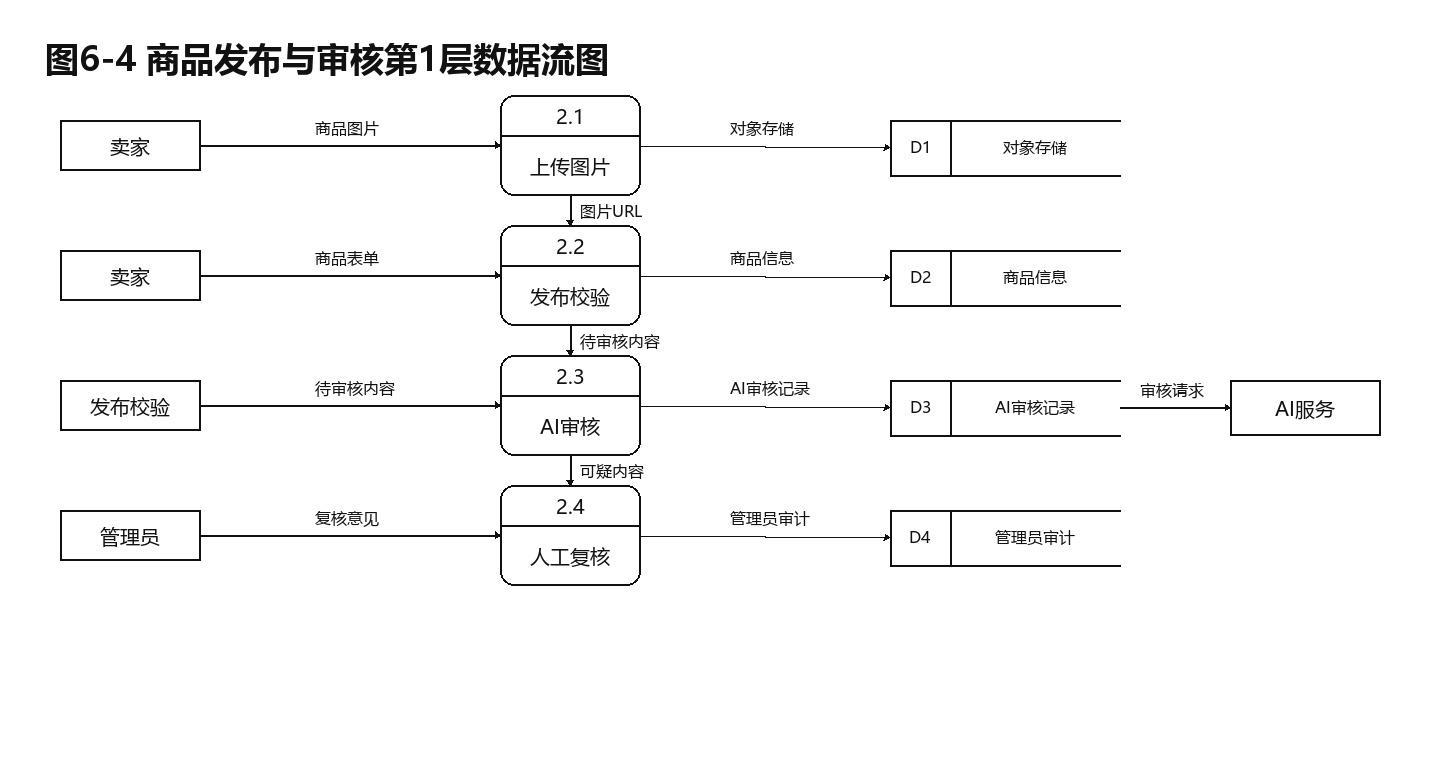 图6-4 商品发布与审核第1层数据流图
卖家
商品图片
2.1
上传图片
对象存储
D1
对象存储
图片URL
卖家
商品表单
2.2
发布校验
商品信息
D2
商品信息
待审核内容
发布校验
待审核内容
2.3
AI审核
AI审核记录
D3
AI审核记录
审核请求
AI服务
可疑内容
管理员
复核意见
2.4
人工复核
管理员审计
D4
管理员审计